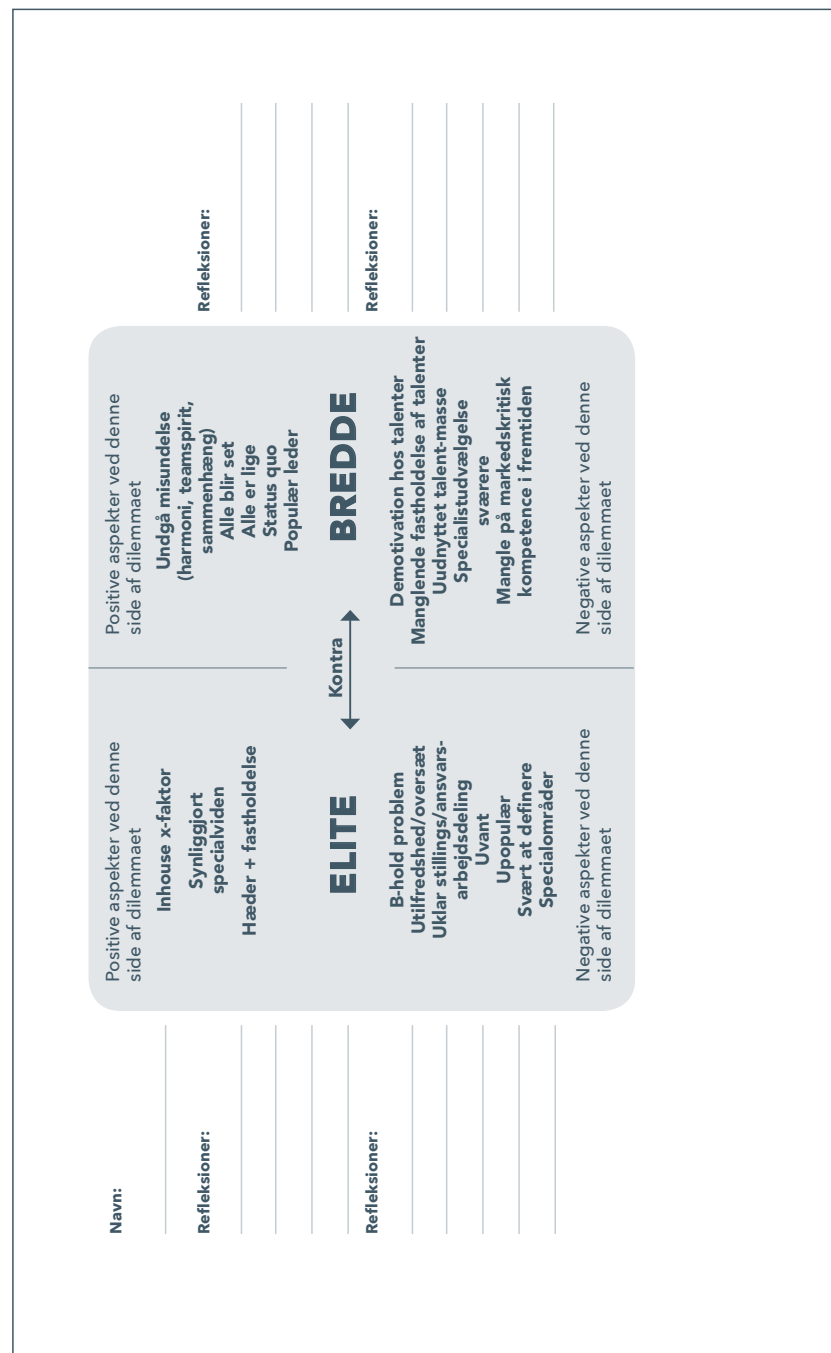 Navn:
Refleksioner:
Refleksioner:
Positive aspekter ved denne
side af dilemmaet
Inhouse x-faktor
Synliggjort
specialviden
Hæder + fastholdelse
ELITE
B-hold problem
Utilfredshed/oversæt
Uklar stillings/ansvars-
arbejdsdeling
Uvant
Upopulær
Svært at definere
Specialområder
Negative aspekter ved denne
side af dilemmaet
Kontra
Positive aspekter ved denne
side af dilemmaet
Undgå misundelse
(harmoni, teamspirit,
sammenhæng)
Alle blir set
Alle er lige
Status quo
Populær leder
BREDDE
Demotivation hos talenter
Manglende fastholdelse af talenter
Uudnyttet talent-masse
Specialistudvælgelse
sværere
Mangle på markedskritisk
kompetence i fremtiden
Negative aspekter ved denne
side af dilemmaet
Refleksioner:
Refleksioner: